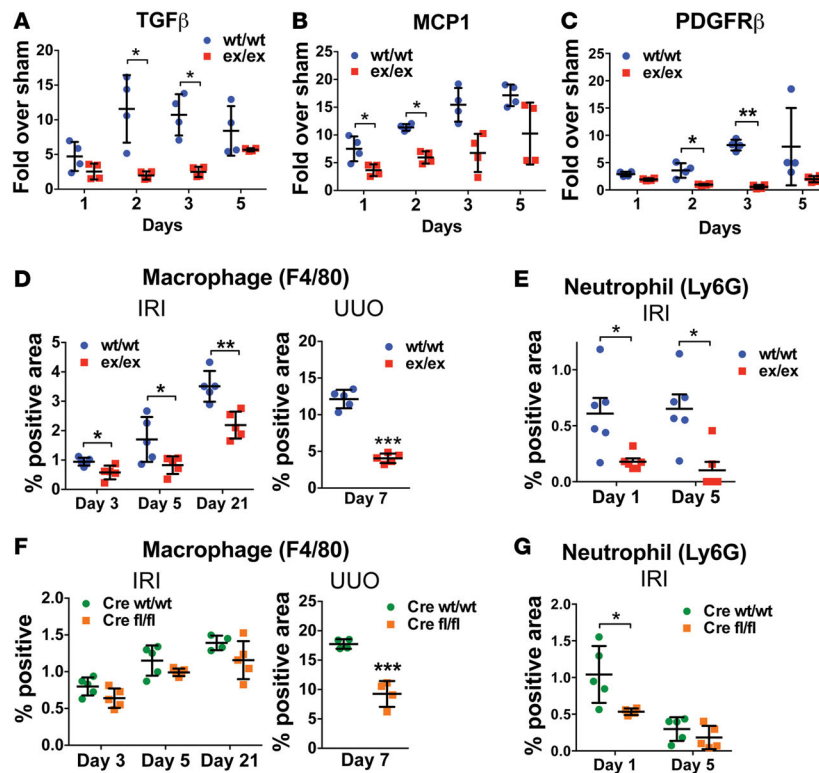 A
TGFβ
wt/wt
ex/ex
Fold over sham
20
15
10
5
0
*
*
1 2 3 5
Days
B
MCP1
wt/wt
ex/ex
Fold over sham
25
20
15
10
5
0
*
*
1 2 3 5
Days
C
PDGFRβ
wt/wt
ex/ex
Fold over sham
25
20
15
10
5
0
*
**
1 2 3 5
Days
D
Macrophage (F4/80)
IRI
wt/wt
ex/ex
% positive area
5
4
3
2
1
0
*
*
**
Day 3 Day 5 Day 21
UUO
wt/wt
ex/ex
% positive area
15
10
5
0
***
Day 7
E
Neutrophil (Ly6G)
IRI
wt/wt
ex/ex
% positive area
1.0
0.5
0.0
*
*
Day 1 Day 5
F
Macrophage (F4/80)
IRI
Cre wt/wt
Cre fl/fl
% positive
2.0
1.5
1.0
0.5
0.0
Day 3 Day 5 Day 21
UUO
Cre wt/wt
Cre fl/fl
% positive area
25
20
15
10
5
0
***
Day 7
G
Neutrophil (Ly6G)
IRI
Cre wt/wt
Cre fl/fl
% positive area
2.0
1.5
1.0
0.5
0.0
*
Day 1 Day 5